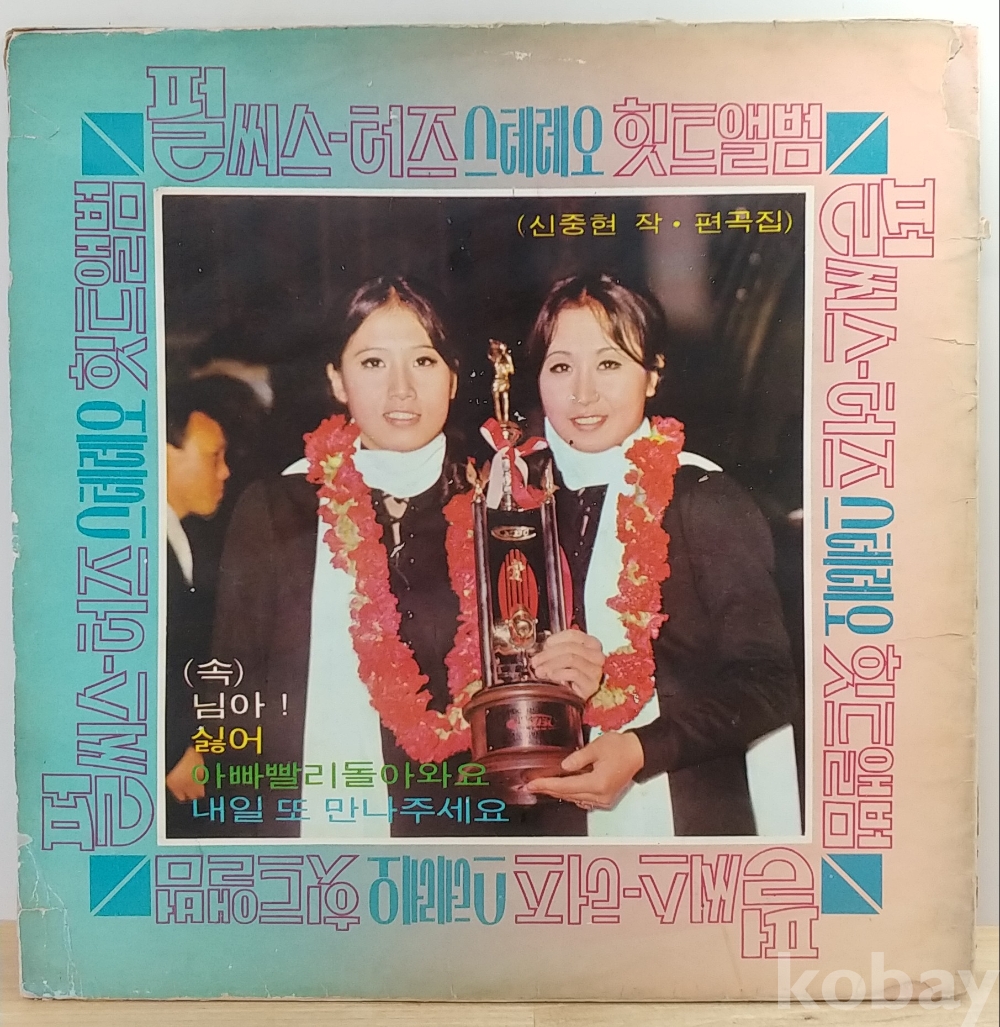 펄씨스-터즈 스테레오 힛트앨범
펄씨스-터즈 스테레오 힛트앨범
펄씨스-터즈 스테레오 힛트앨범
펄씨스-터즈 스테레오 힛트앨범
(신중현 작·편곡집)
(속)
님아!
싫어
아빠빨리돌아와요
내일 또 만나주세요
kobay